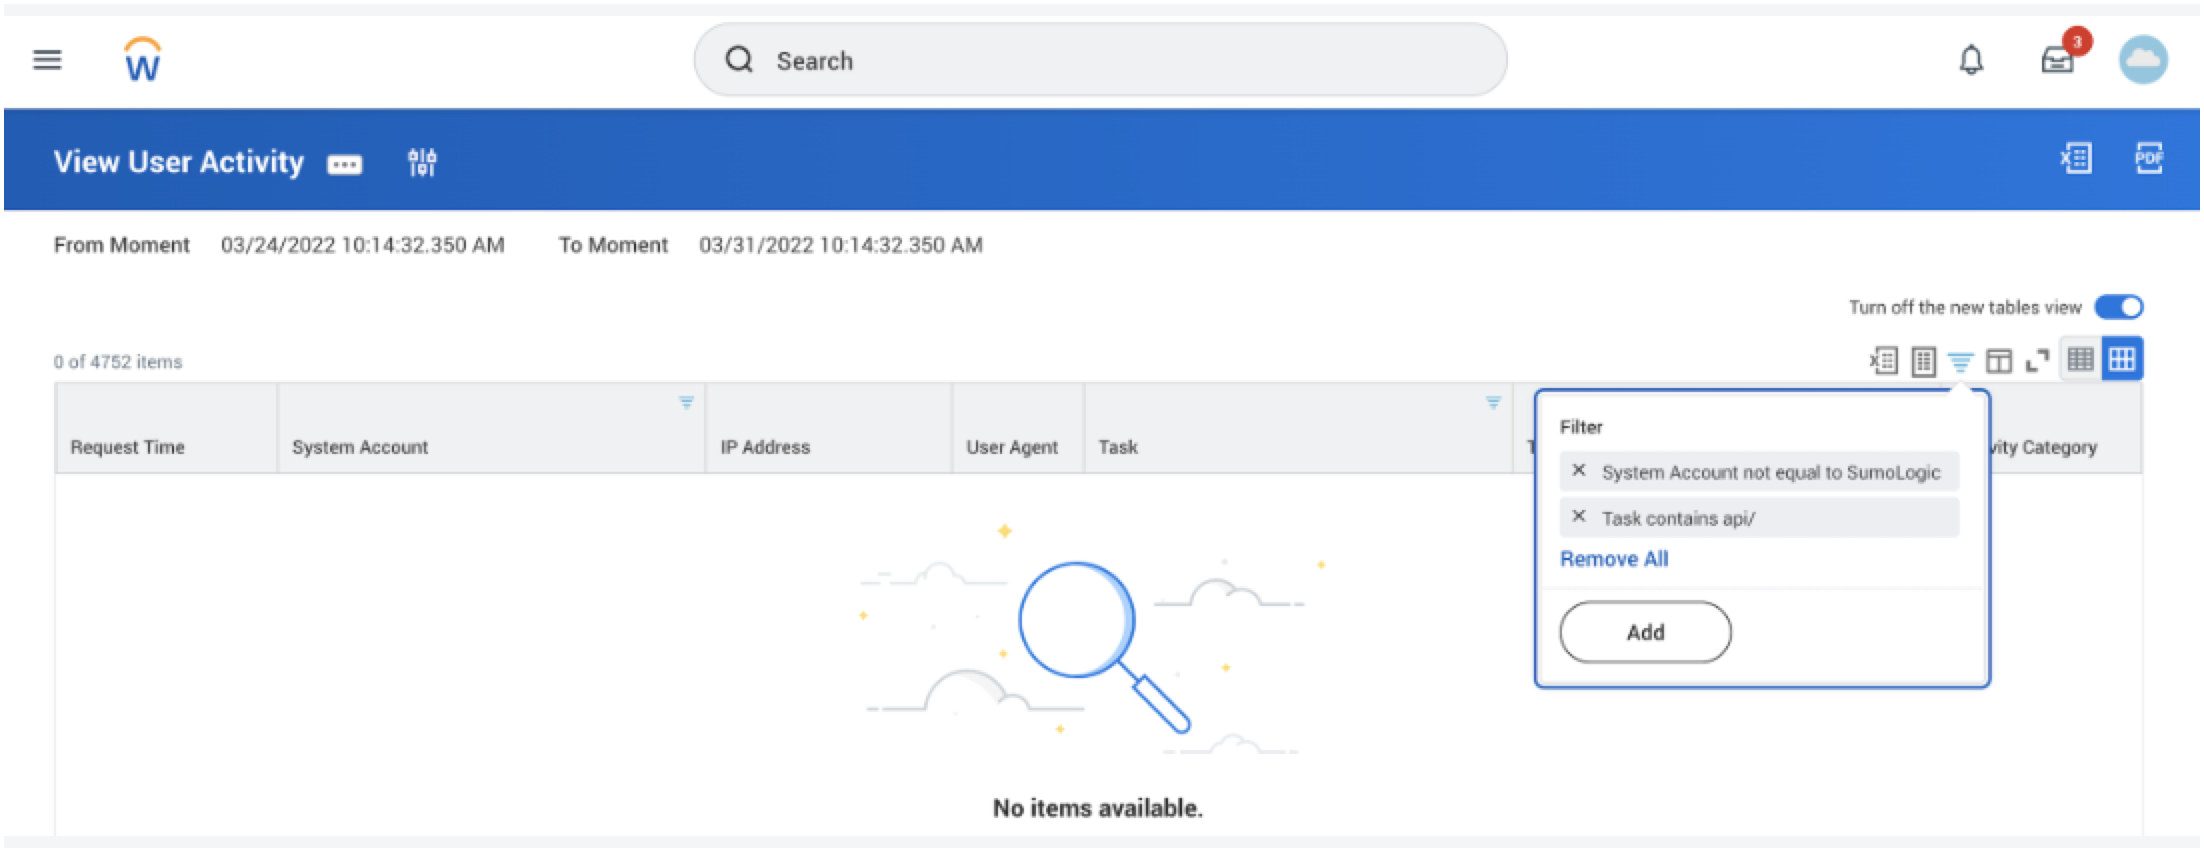 W
Search
3
View User Activity
X
PDF
From Moment 03/24/2022 10:14:32.350 AM To Moment 03/31/2022 10:14:32.350 AM
Turn off the new tables view
0 of 4752 items
X
Request Time System Account IP Address User Agent Task vity Category
Filter
System Account not equal to SumoLogic
Task contains api/
Remove All
Add
No items available.